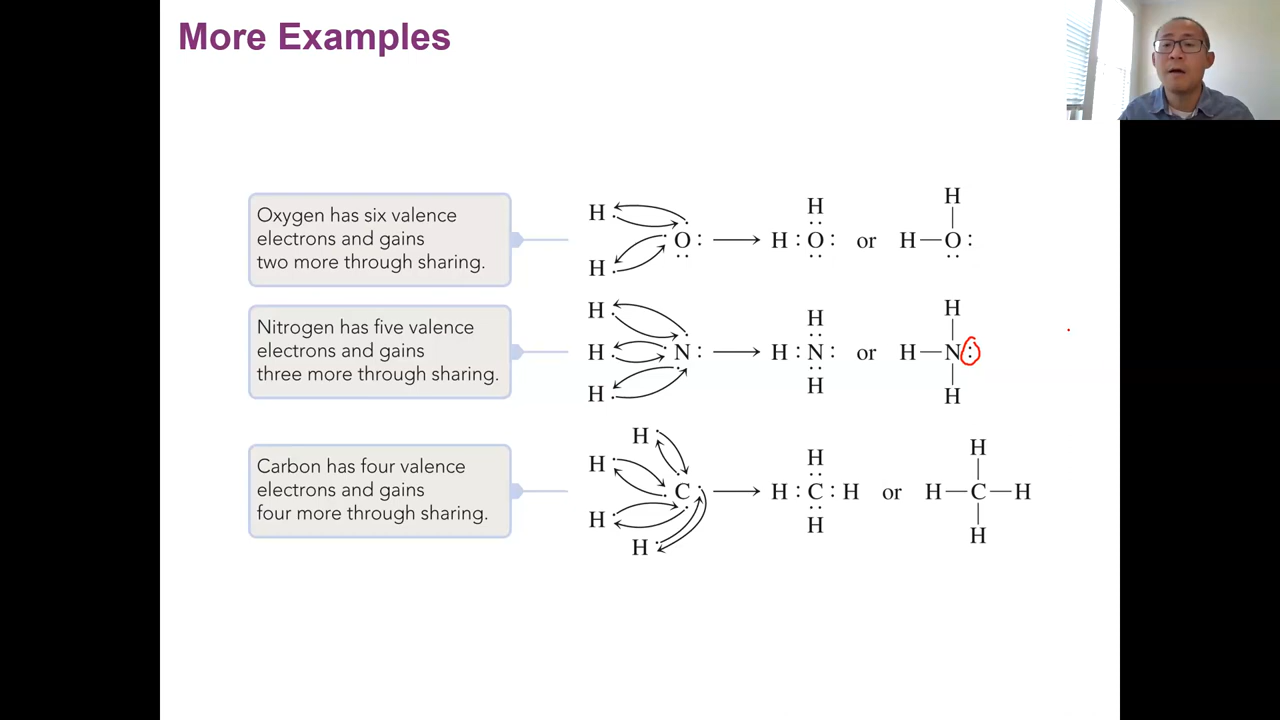 More Examples
Oxygen has six valence
electrons and gains
two more through sharing.
H
H
O
H
H : O :
or
H
H—O :
Nitrogen has five valence
electrons and gains
three more through sharing.
H
H
H
N :
H
H : N :
H
or
H
H—N :
H
Carbon has four valence
electrons and gains
four more through sharing.
H
H
H
H
C
H
H : C : H
H
or
H
H—C—H
H